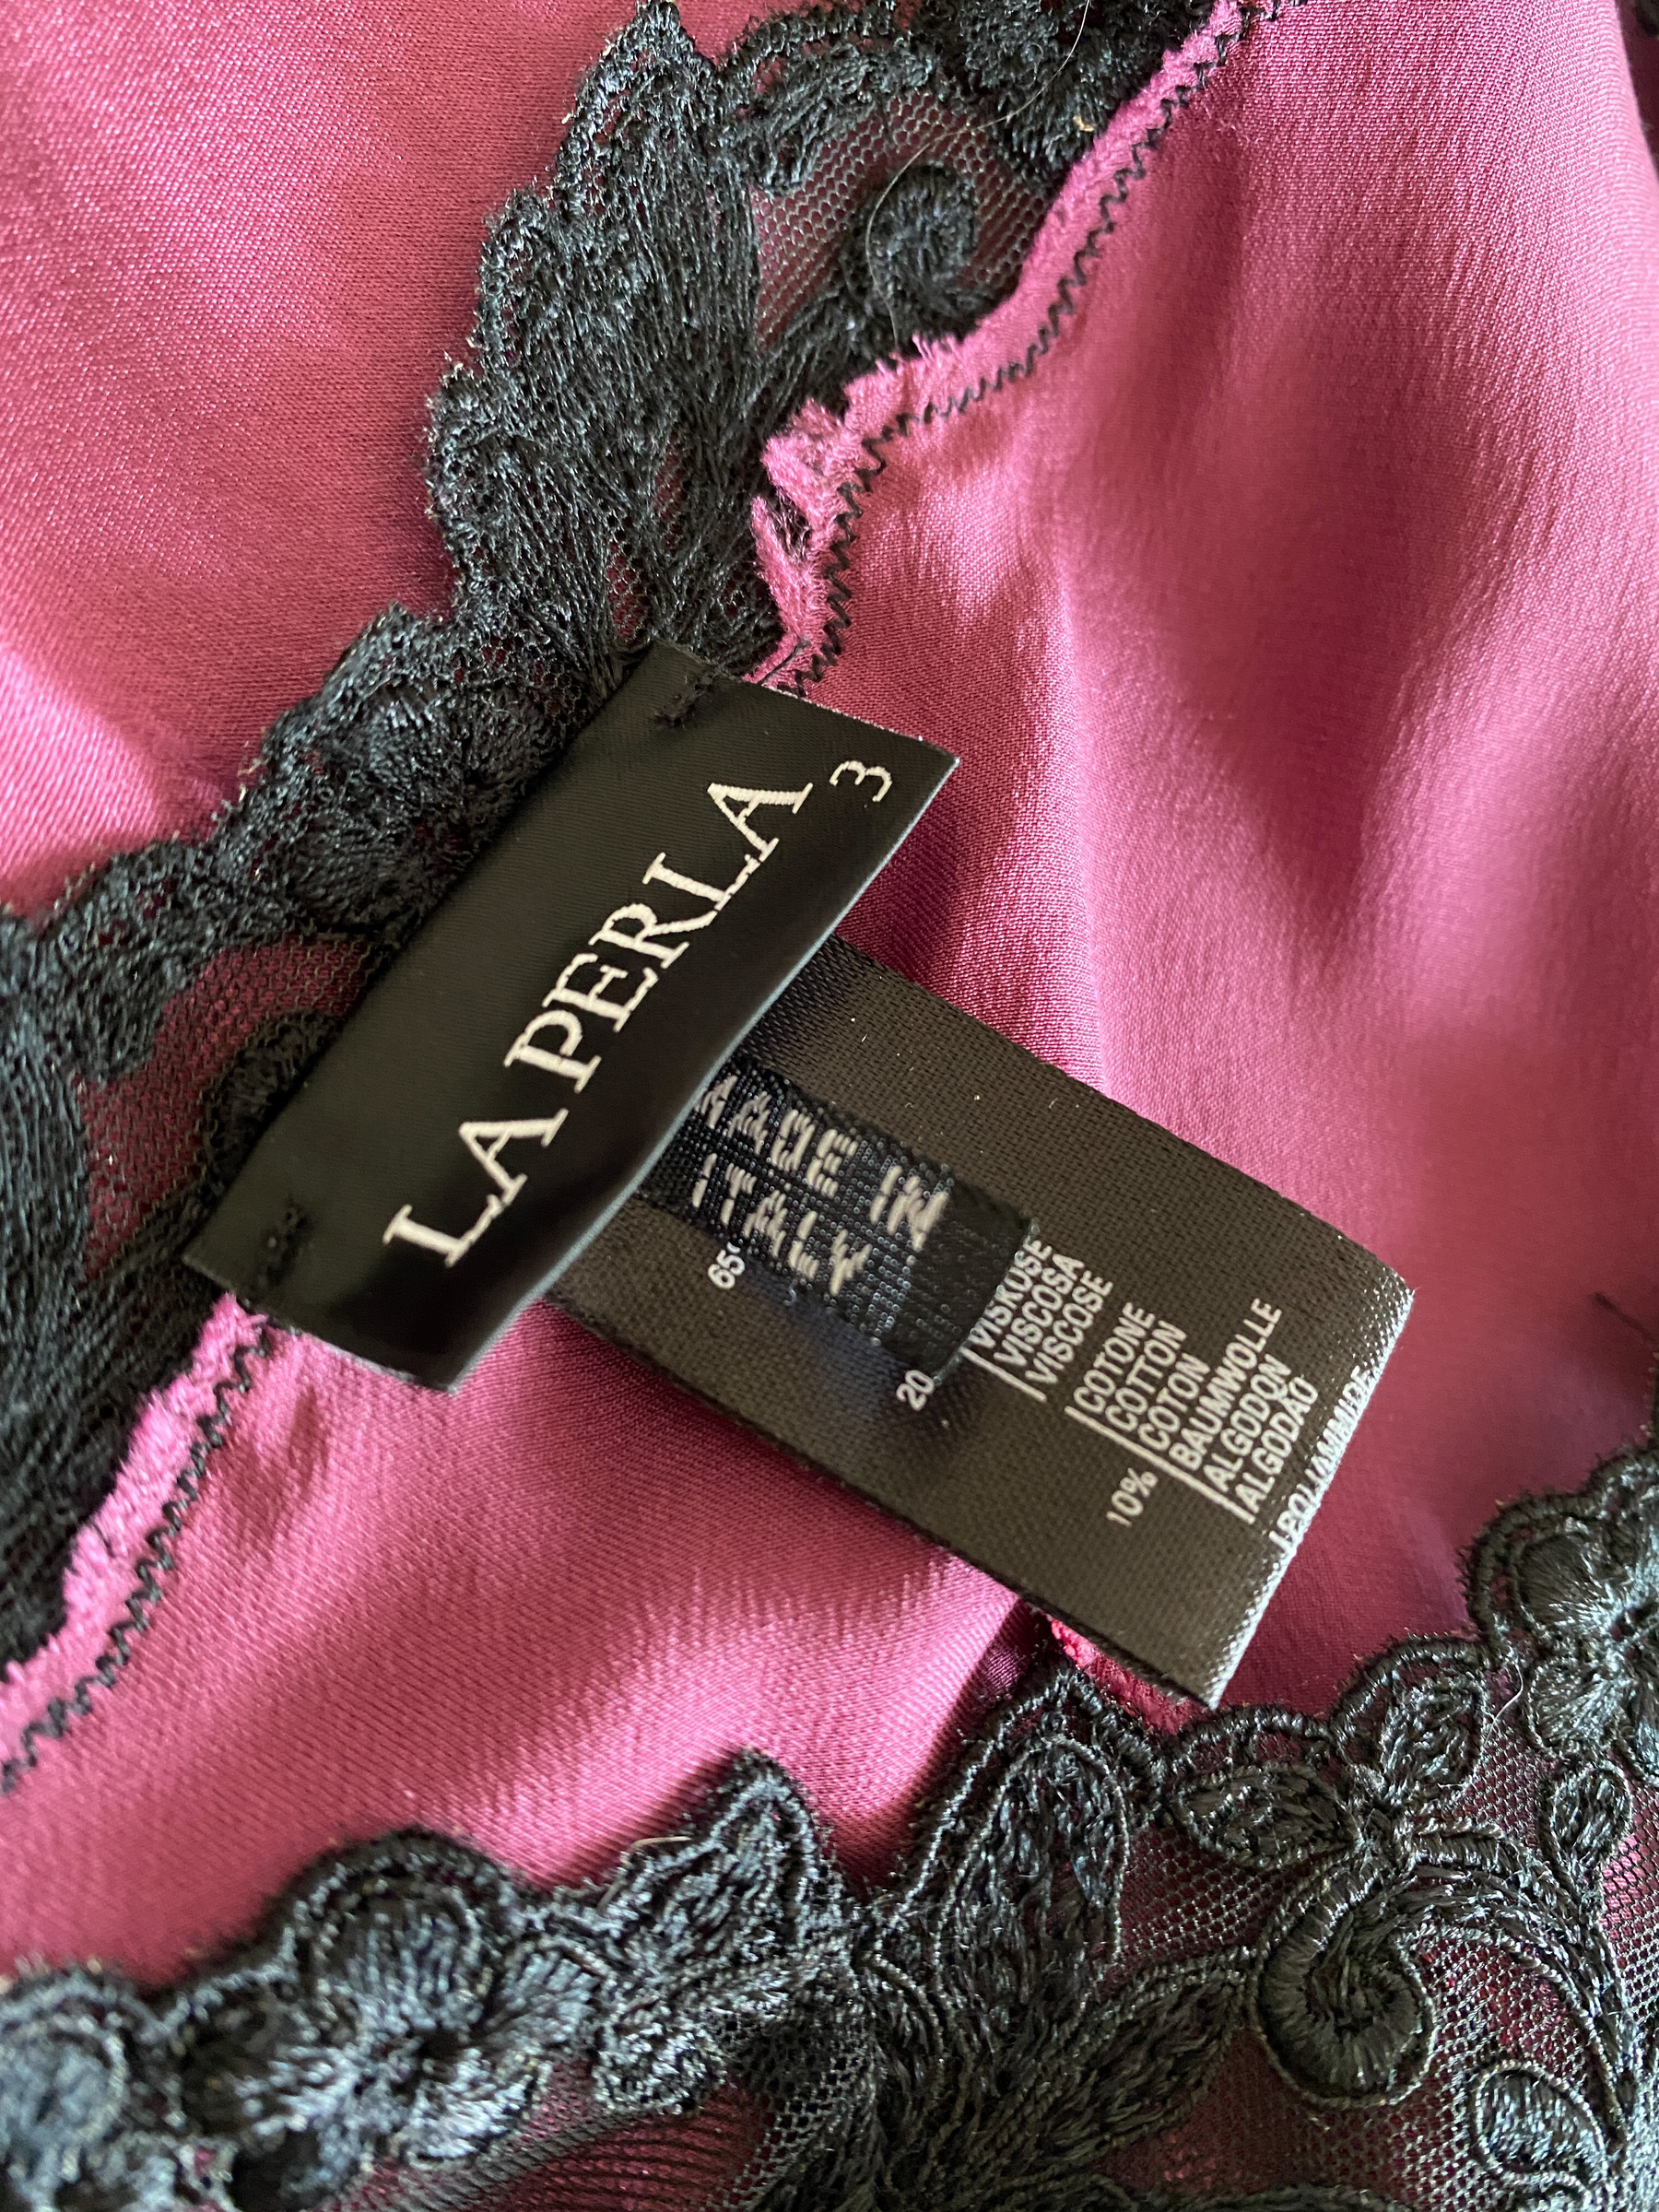 LA PERLA
3
MADE IN
ITALY
65
20
VISKOSE
VISCOSA
VISCOSE
10%
COTONE
COTTON
COTON
BAUMWOLLE
ALGODON
ALGODAO